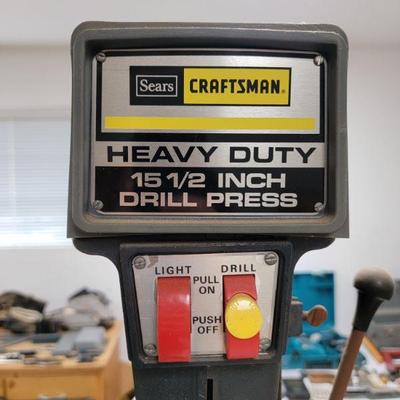 Sears CRAFTSMAN®
HEAVY DUTY
15 1/2 INCH
DRILL PRESS
LIGHT DRILL
PULL
ON
PUSH
OFF